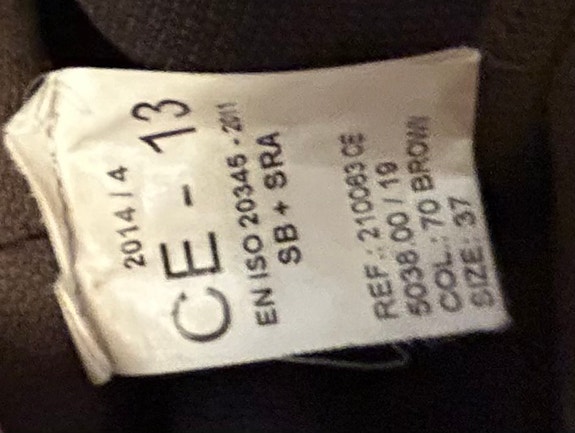 2014 / 4
CE - 13
EN ISO 20345 - 2011
SB + SRA
REF.: 210083 CE
5038.00 / 19
COL.: 70 BROWN
SIZE: 37